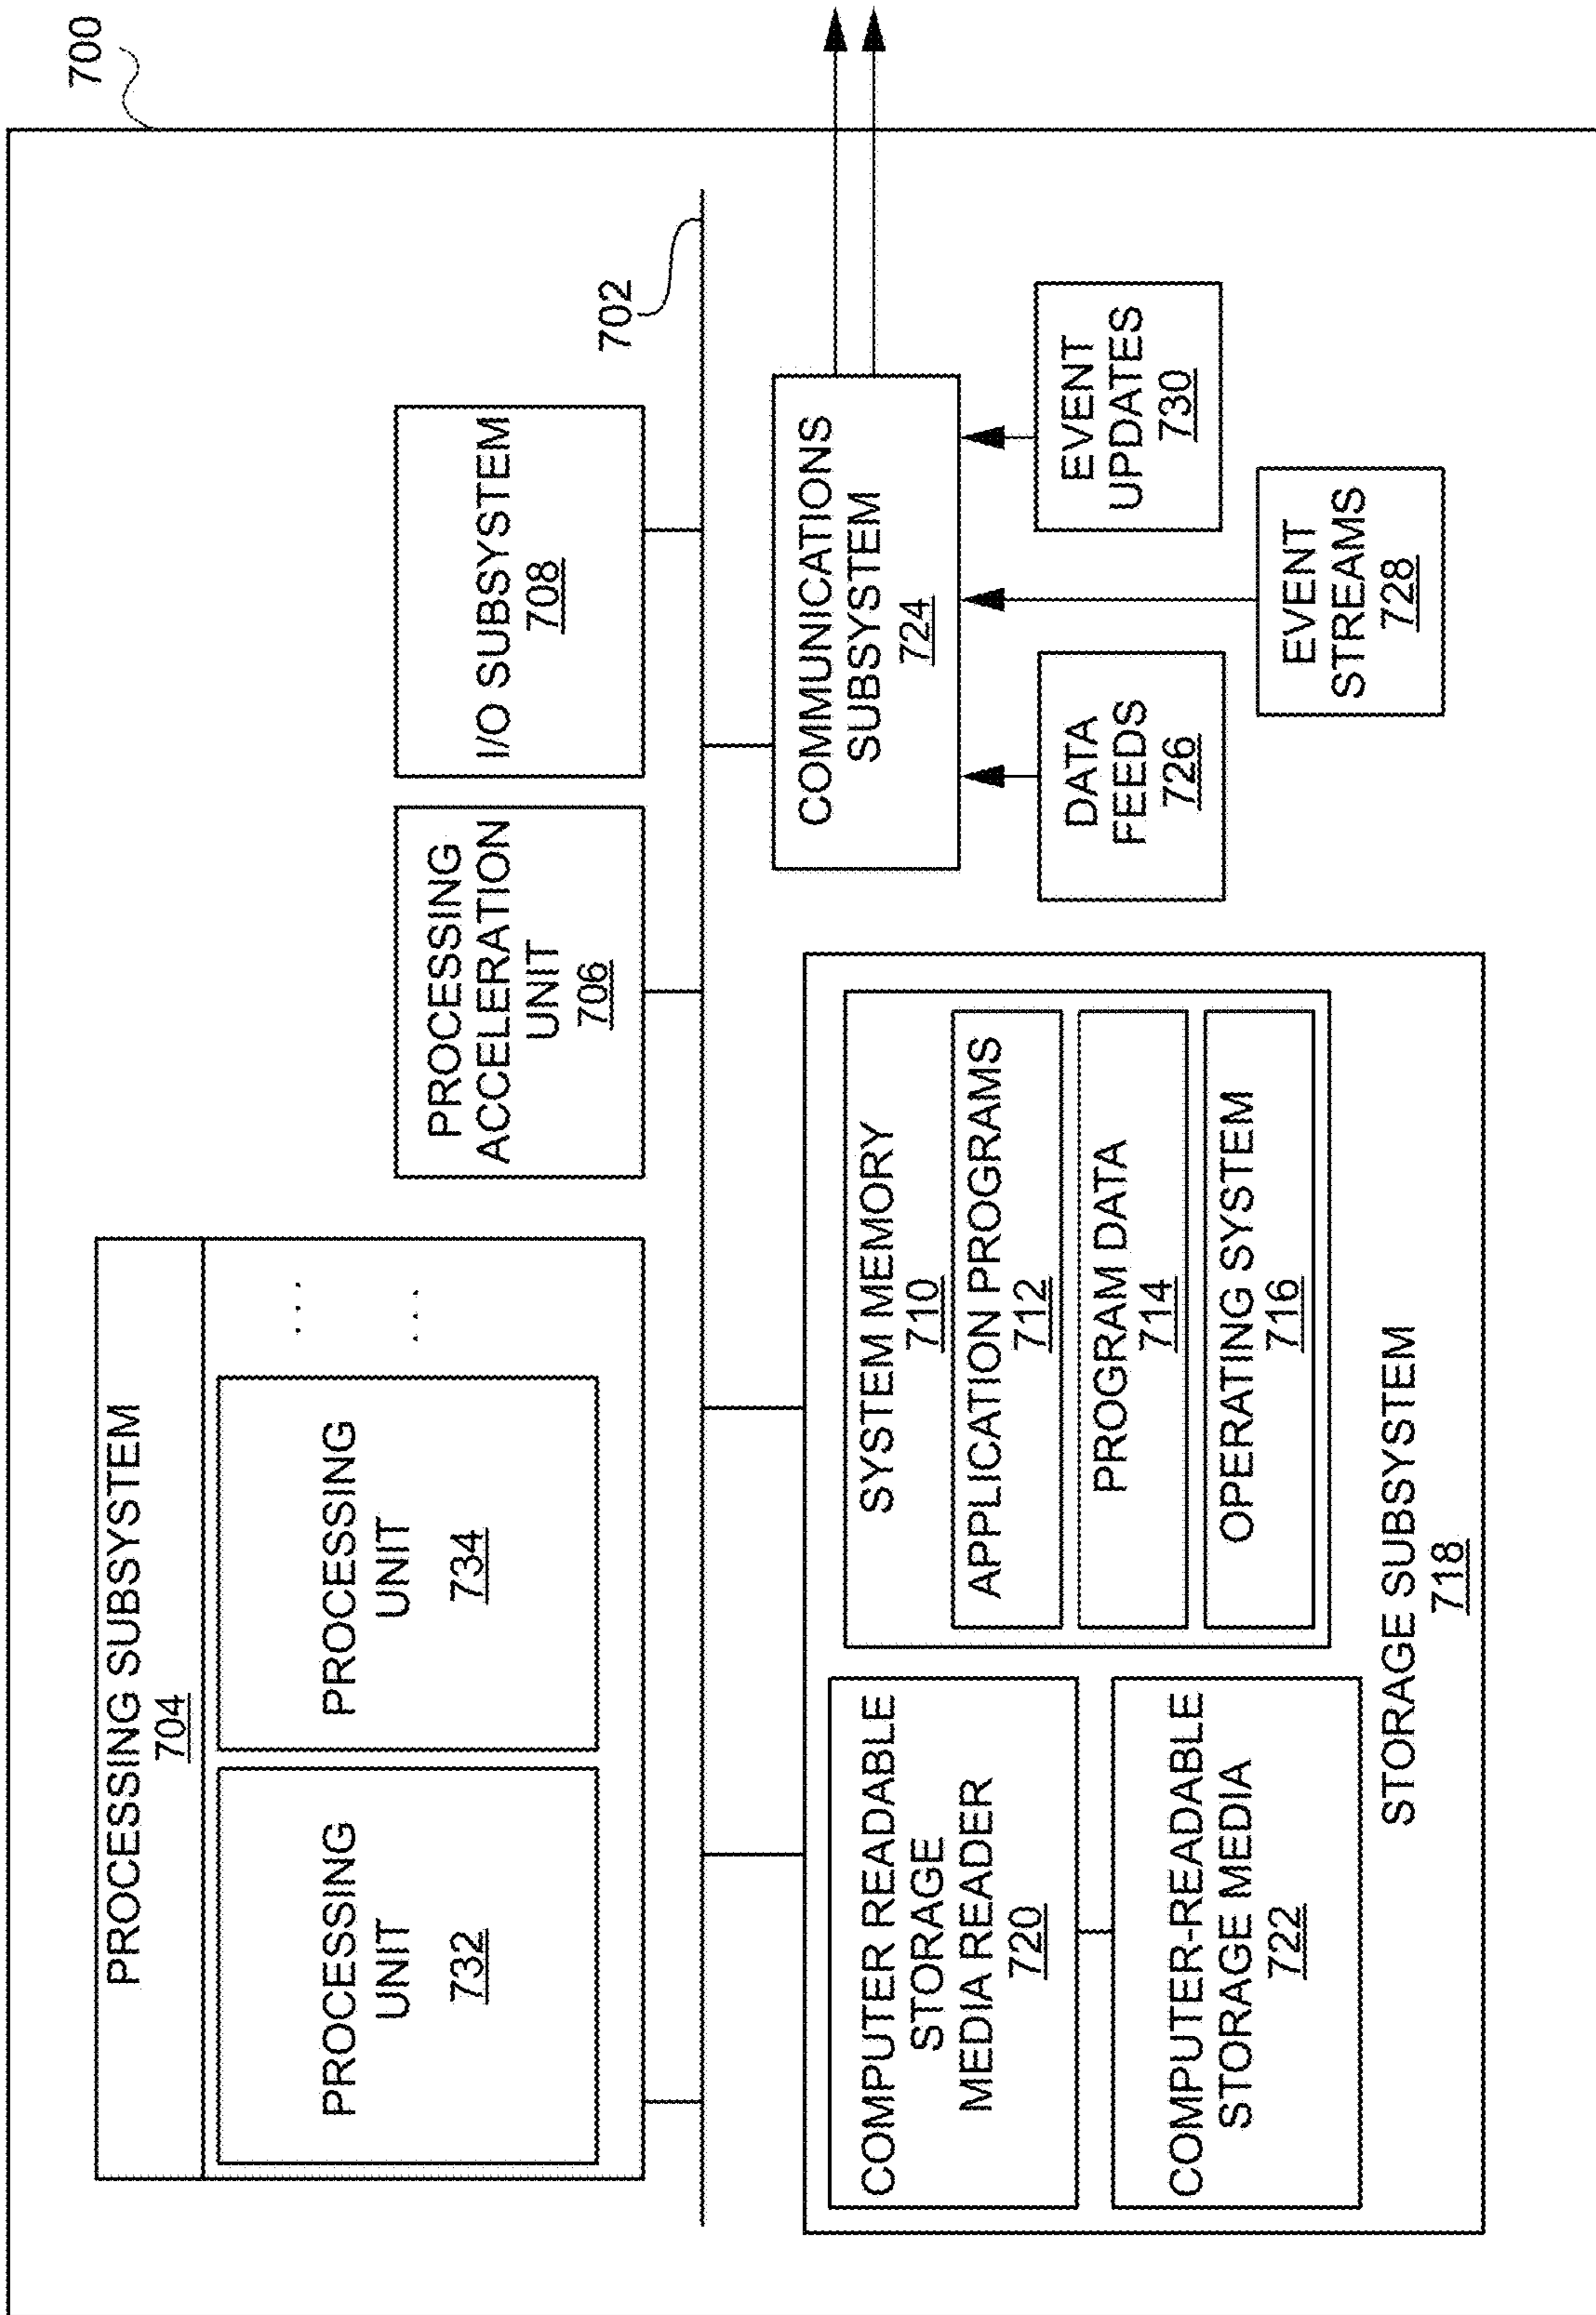 700
PROCESSING SUBSYSTEM
704
PROCESSING
UNIT
732
PROCESSING
UNIT
734
. . .
. . .
PROCESSING
ACCELERATION
UNIT
706
I/O SUBSYSTEM
708
702
COMPUTER READABLE
STORAGE
MEDIA READER
720
COMPUTER-READABLE
STORAGE MEDIA
722
SYSTEM MEMORY
710
APPLICATION PROGRAMS
712
PROGRAM DATA
714
OPERATING SYSTEM
716
STORAGE SUBSYSTEM
718
COMMUNICATIONS
SUBSYSTEM
724
DATA
FEEDS
726
EVENT
STREAMS
728
EVENT
UPDATES
730